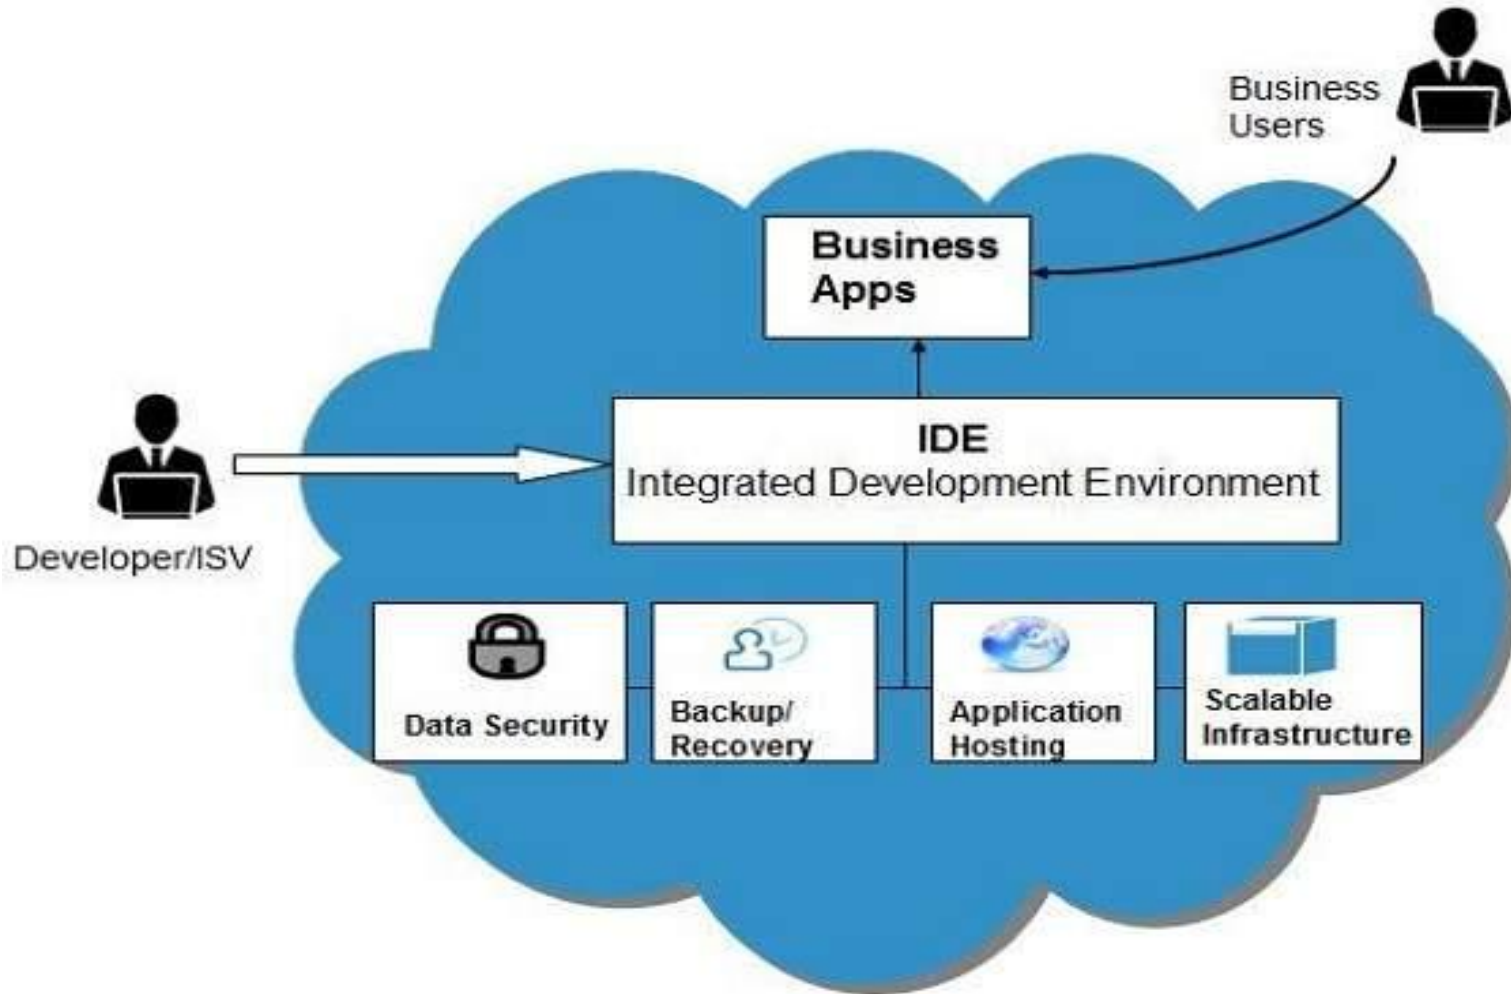 Business
Users
Business
Apps
IDE
Integrated Development Environment
Developer/ISV
Data Security
Backup/
Recovery
Application
Hosting
Scalable
Infrastructure